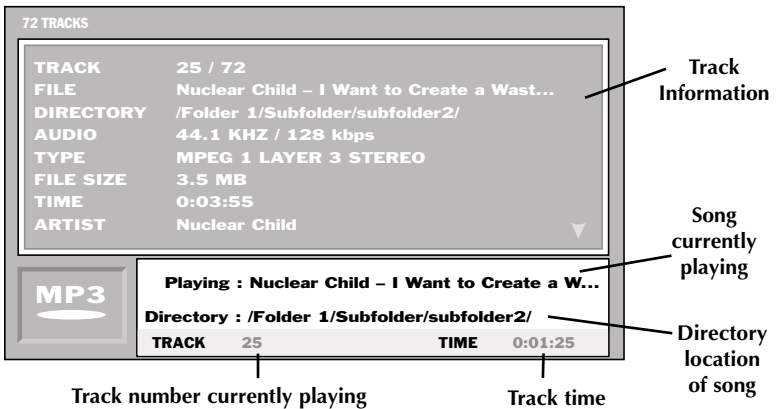 72 TRACKS
TRACK 25 / 72
FILE Nuclear Child – I Want to Create a Wast...
DIRECTORY /Folder 1/Subfolder/subfolder2/
AUDIO 44.1 KHZ / 128 kbps
TYPE MPEG 1 LAYER 3 STEREO
FILE SIZE 3.5 MB
TIME 0:03:55
ARTIST Nuclear Child
Track
Information
MP3
Playing : Nuclear Child – I Want to Create a W...
Directory : /Folder 1/Subfolder/subfolder2/
TRACK 25 TIME 0:01:25
Song
currently
playing
Directory
location
of song
Track number currently playing
Track time